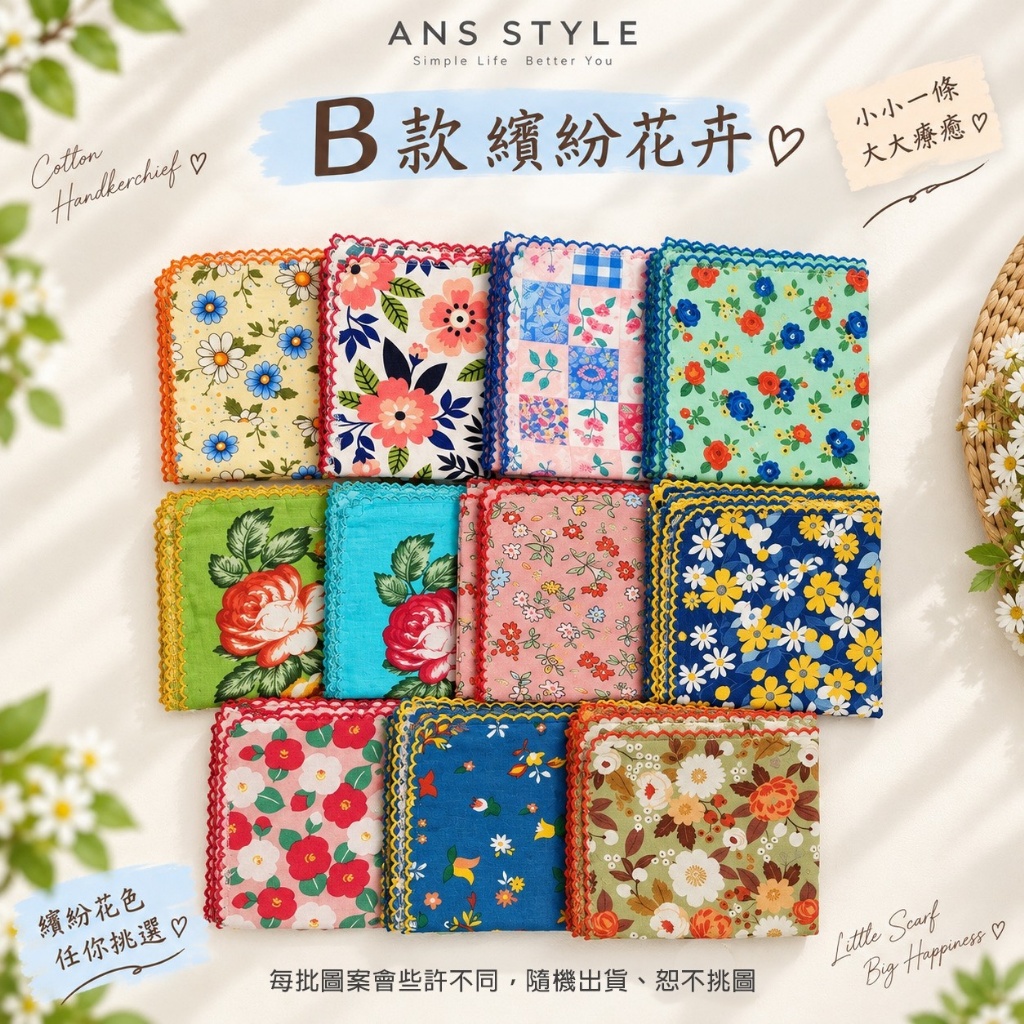 ANS STYLE
Simple Life Better You
B款 繽紛花卉♡
小小一條
大大療癒♡
Cotton
Handkerchief♡
繽紛花色
任你挑選♡
Little Scarf
Big Happiness♡
每批圖案會些許不同，隨機出貨、恕不挑圖